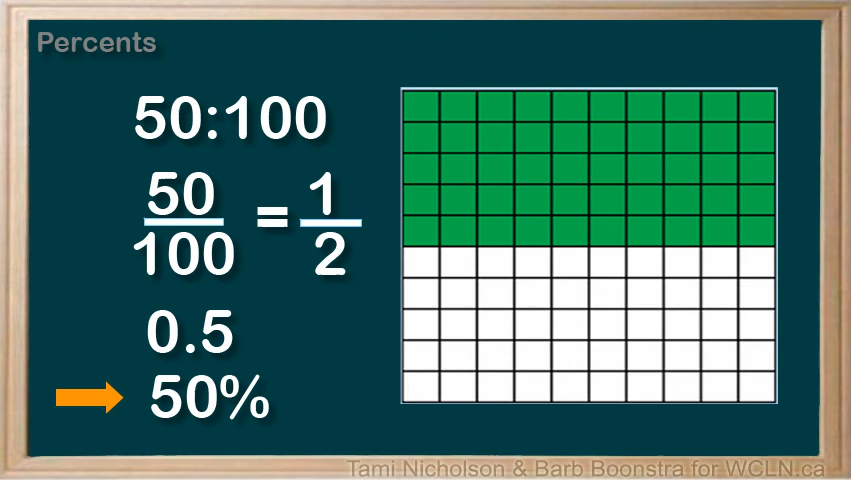 Percents
50:100
50/100 = 1/2
0.5
50%
Tami Nicholson & Barb Boonstra for WCLN.ca